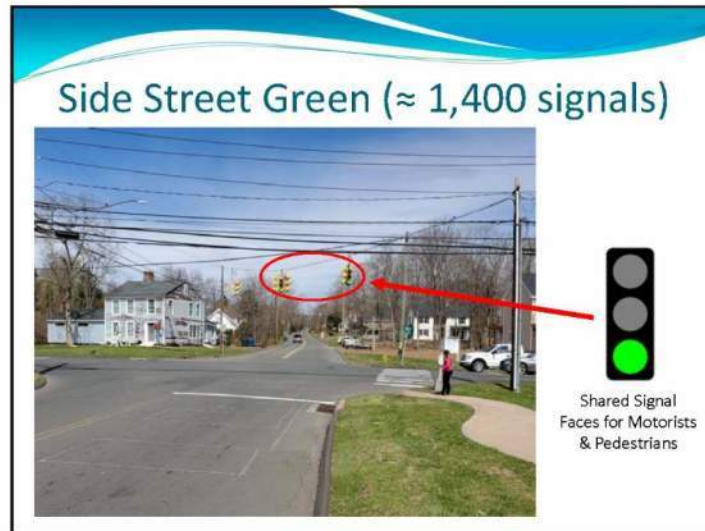 Side Street Green (≈ 1,400 signals)
Shared Signal
Faces for Motorists
& Pedestrians